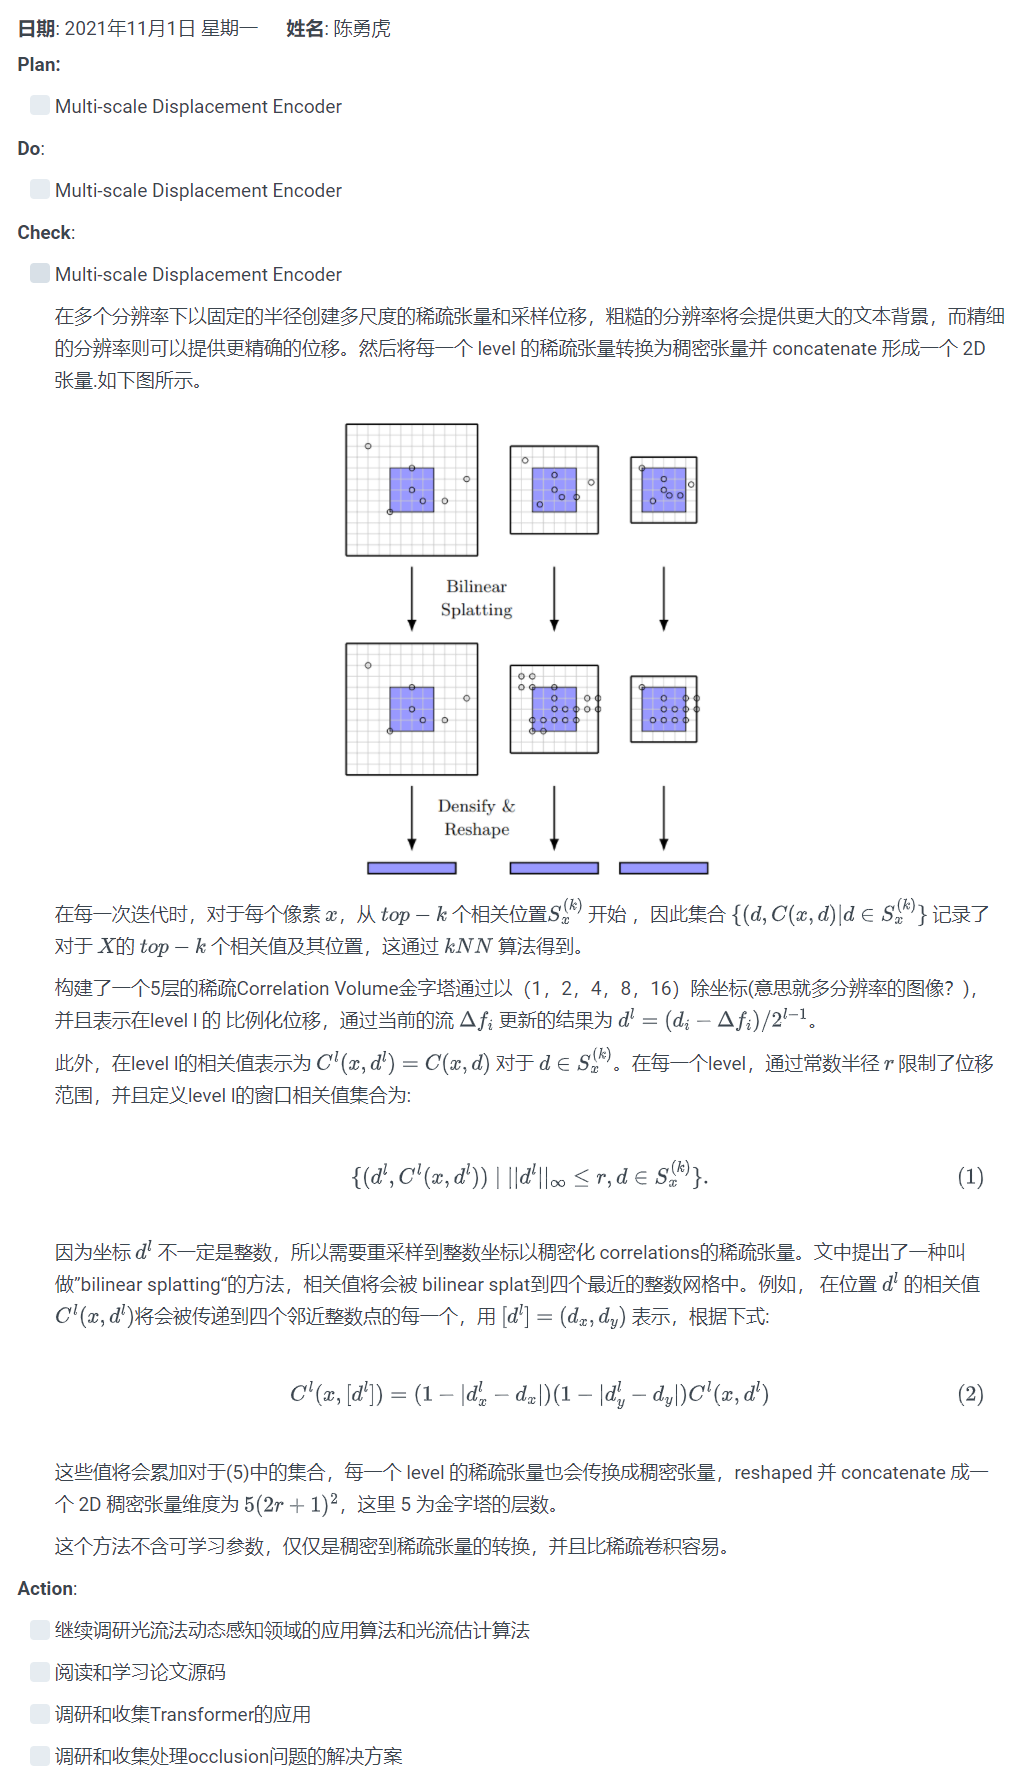 日期: 2021年11月1日 星期一 姓名: 陈勇虎
Plan:
Multi-scale Displacement Encoder
Do:
Multi-scale Displacement Encoder
Check:
Multi-scale Displacement Encoder
在多个分辨率下以固定的半径创建多尺度的稀疏张量和采样位移，粗糙的分辨率将会提供更大的文本背景，而精细
的分辨率则可以提供更精确的位移。然后将每一个 level 的稀疏张量转换为稠密张量并 concatenate 形成一个 2D
张量.如下图所示。
Bilinear
Splatting
Densify &
Reshape
在每一次迭代时，对于每个像素 $x$，从 $top-k$ 个相关位置$S_x^{(k)}$ 开始 ，因此集合 $\{(d, C(x,d)|d \in S_x^{(k)}\}$ 记录了
对于 $X$的 $top-k$ 个相关值及其位置，这通过 $kNN$ 算法得到。
构建了一个5层的稀疏Correlation Volume金字塔通过以（1，2，4，8，16）除坐标(意思就多分辨率的图像？)，
并且表示在level l 的 比例化位移，通过当前的流 $\Delta f_i$ 更新的结果为 $d^l = (d_i - \Delta f_i)/2^{l-1}$。
此外，在level l的相关值表示为 $C^l(x, d^l) = C(x, d)$ 对于 $d \in S_x^{(k)}$。在每一个level，通过常数半径 $r$ 限制了位移
范围，并且定义level l的窗口相关值集合为:
$\{(d^l, C^l(x, d^l)) \mid ||d^l||_\infty \leq r, d \in S_x^{(k)}\}.$ (1)
因为坐标 $d^l$ 不一定是整数，所以需要重采样到整数坐标以稠密化 correlations的稀疏张量。文中提出了一种叫
做”bilinear splatting“的方法，相关值将会被 bilinear splat到四个最近的整数网格中。例如， 在位置 $d^l$ 的相关值
$C^l(x, d^l)$将会被传递到四个邻近整数点的每一个，用 $[d^l] = (d_x, d_y)$ 表示，根据下式:
$C^l(x, [d^l]) = (1 - |d_x^l - d_x|)(1 - |d_y^l - d_y|)C^l(x, d^l)$ (2)
这些值将会累加对于(5)中的集合，每一个 level 的稀疏张量也会传换成稠密张量，reshaped 并 concatenate 成一
个 2D 稠密张量维度为 $5(2r + 1)^2$，这里 5 为金字塔的层数。
这个方法不含可学习参数，仅仅是稠密到稀疏张量的转换，并且比稀疏卷积容易。
Action:
继续调研光流法动态感知领域的应用算法和光流估计算法
阅读和学习论文源码
调研和收集Transformer的应用
调研和收集处理occlusion问题的解决方案